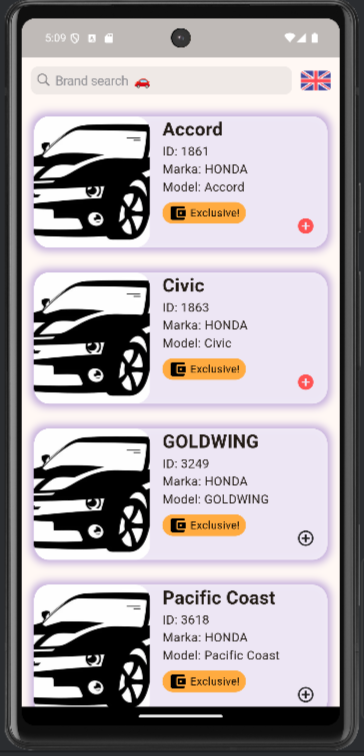 5:09
Brand search
Accord
ID: 1861
Marka: HONDA
Model: Accord
Exclusive!
Civic
ID: 1863
Marka: HONDA
Model: Civic
Exclusive!
GOLDWING
ID: 3249
Marka: HONDA
Model: GOLDWING
Exclusive!
Pacific Coast
ID: 3618
Marka: HONDA
Model: Pacific Coast
Exclusive!